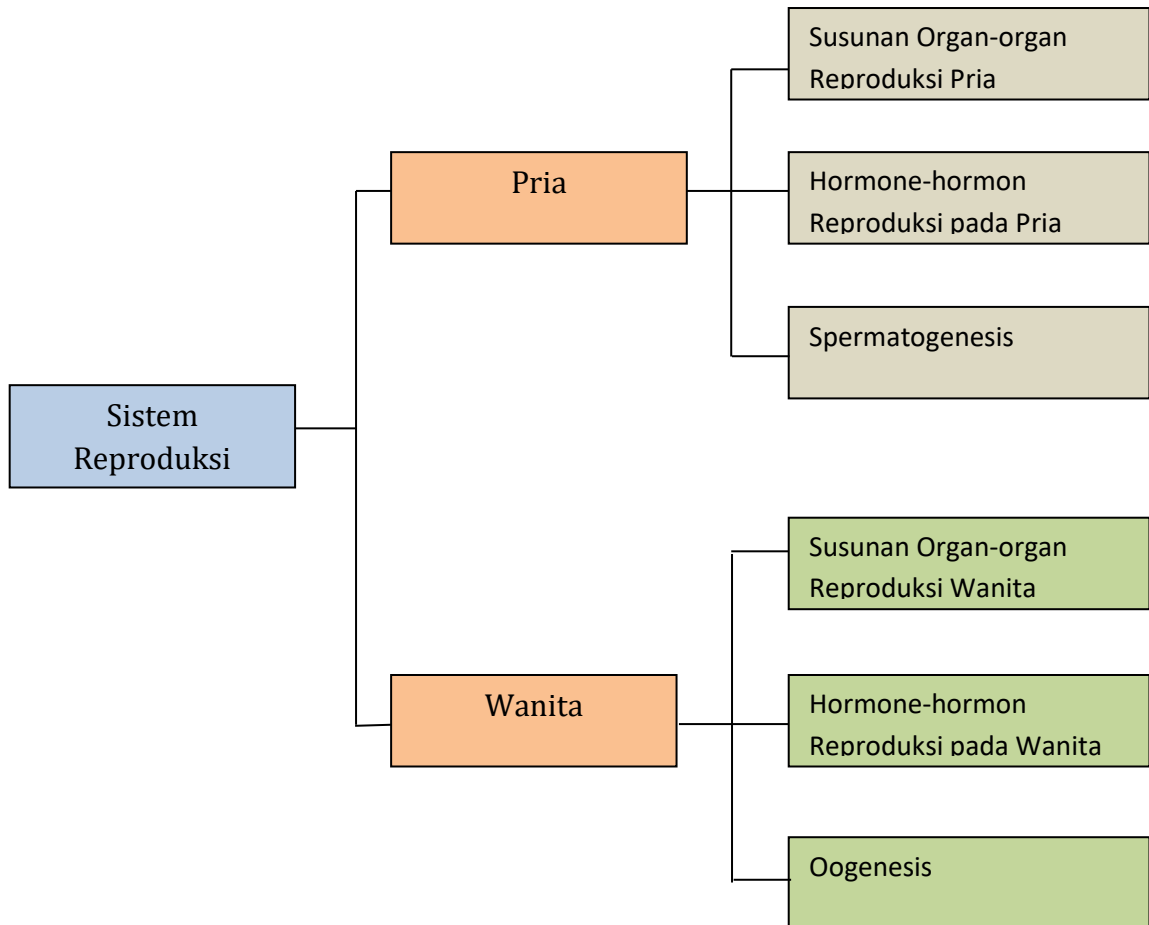 Susunan Organ-organ
Reproduksi Pria
Pria
Hormone-hormon
Reproduksi pada Pria
Spermatogenesis
Sistem
Reproduksi
Susunan Organ-organ
Reproduksi Wanita
Wanita
Hormone-hormon
Reproduksi pada Wanita
Oogenesis